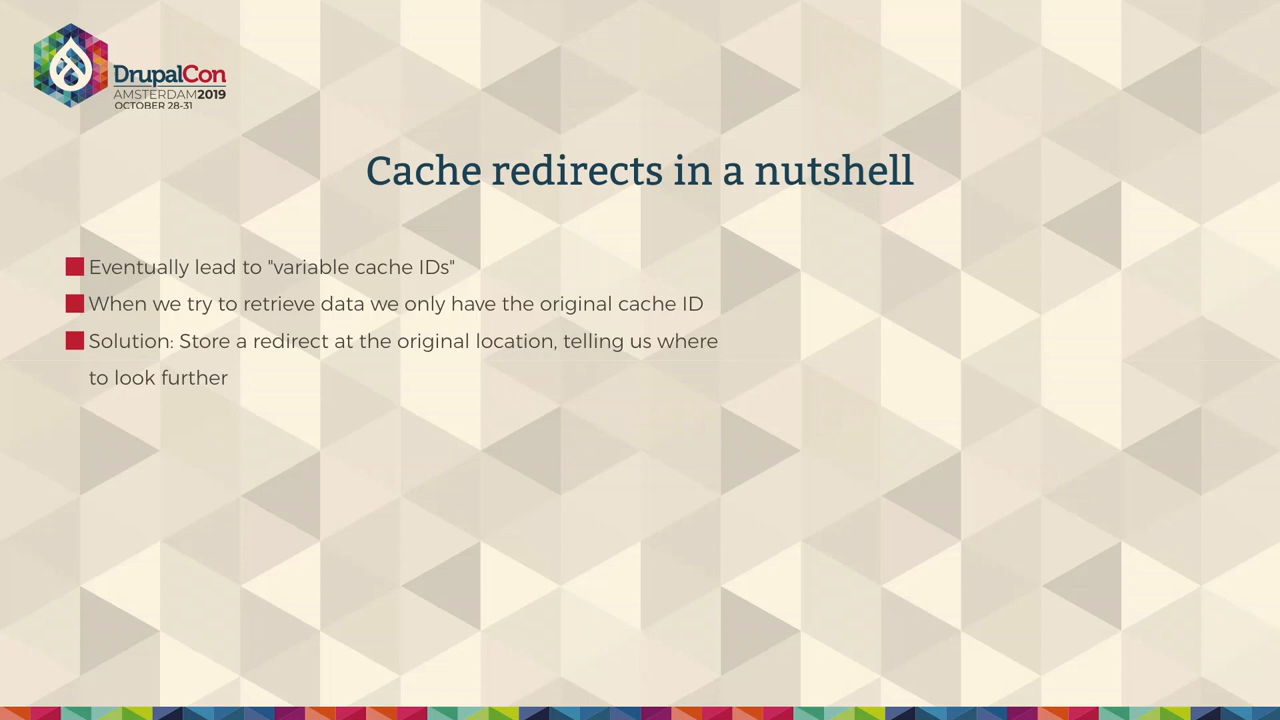 DrupalCon
AMSTERDAM2019
OCTOBER 28-31
Cache redirects in a nutshell
Eventually lead to "variable cache IDs"
When we try to retrieve data we only have the original cache ID
Solution: Store a redirect at the original location, telling us where
to look further